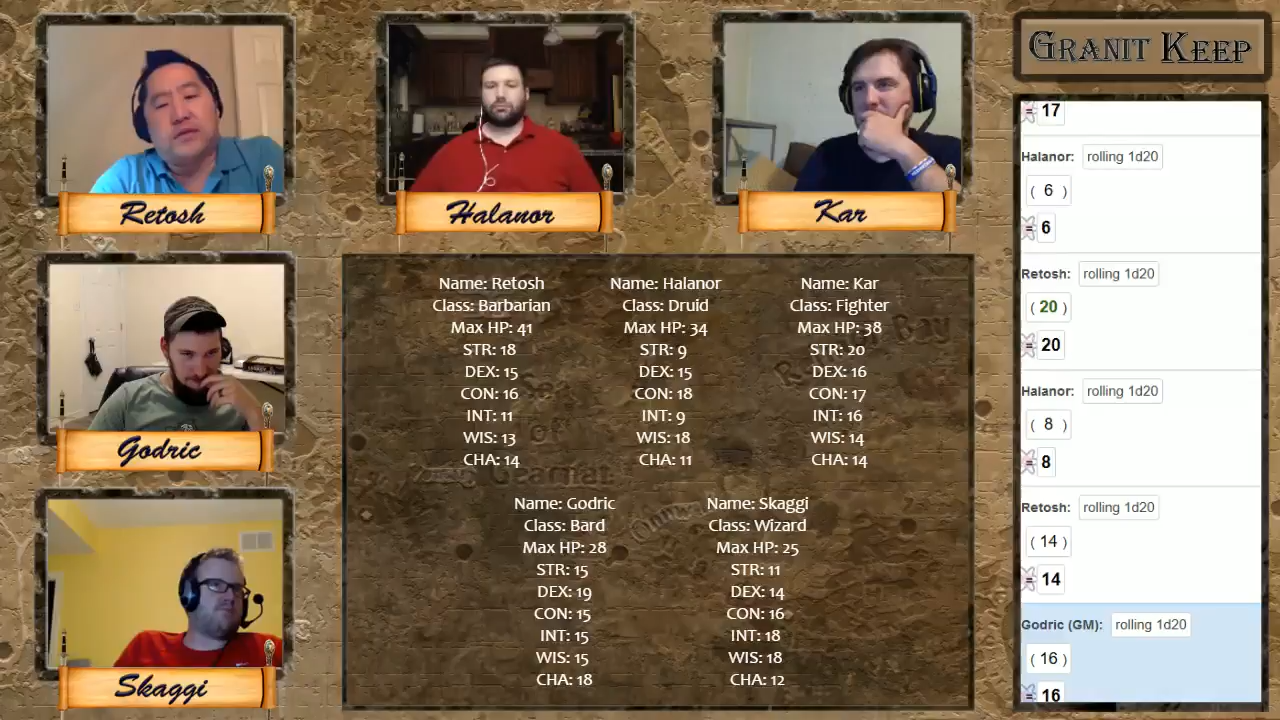 Retosh
Halanor
Kar
Godric
Skaggi
Name: Retosh
Class: Barbarian
Max HP: 41
STR: 18
DEX: 15
CON: 16
INT: 11
WIS: 13
CHA: 14
Name: Halanor
Class: Druid
Max HP: 34
STR: 9
DEX: 15
CON: 18
INT: 9
WIS: 18
CHA: 11
Name: Kar
Class: Fighter
Max HP: 38
STR: 20
DEX: 16
CON: 17
INT: 16
WIS: 14
CHA: 14
Name: Godric
Class: Bard
Max HP: 28
STR: 15
DEX: 19
CON: 15
INT: 15
WIS: 15
CHA: 18
Name: Skaggi
Class: Wizard
Max HP: 25
STR: 11
DEX: 14
CON: 16
INT: 18
WIS: 18
CHA: 12
Granit Keep
= 17
Halanor: rolling 1d20
( 6 )
= 6
Retosh: rolling 1d20
( 20 )
= 20
Halanor: rolling 1d20
( 8 )
= 8
Retosh: rolling 1d20
( 14 )
= 14
Godric (GM): rolling 1d20
( 16 )
= 16